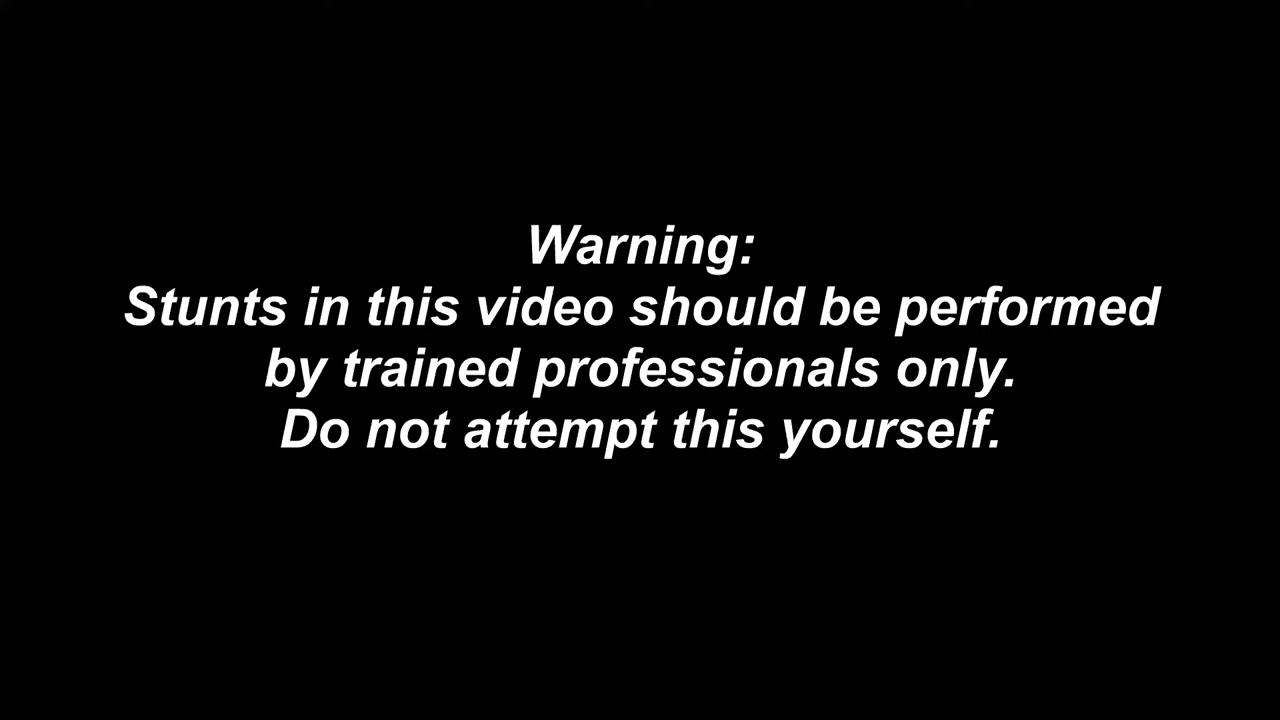 Warning:
Stunts in this video should be performed
by trained professionals only.
Do not attempt this yourself.